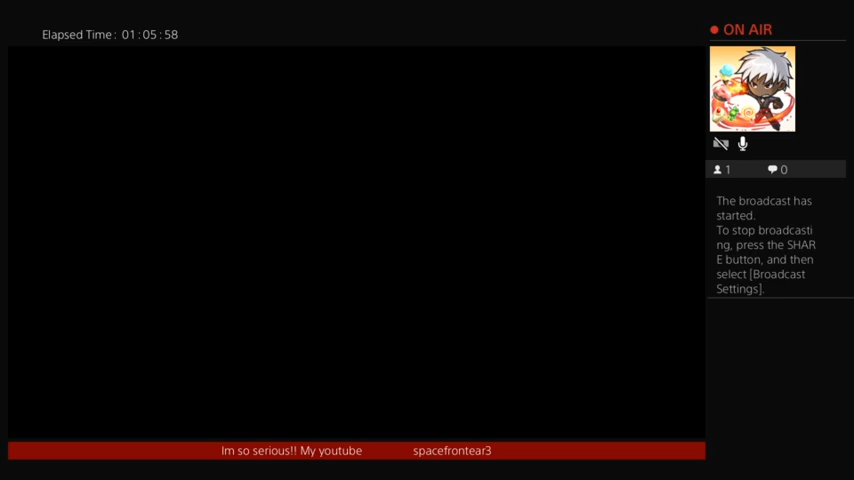 Elapsed Time : 01 : 05 : 58
ON AIR
1 0
The broadcast has
started.
To stop broadcasti
ng, press the SHAR
E button, and then
select [Broadcast
Settings].
Im so serious!! My youtube spacefrontear3